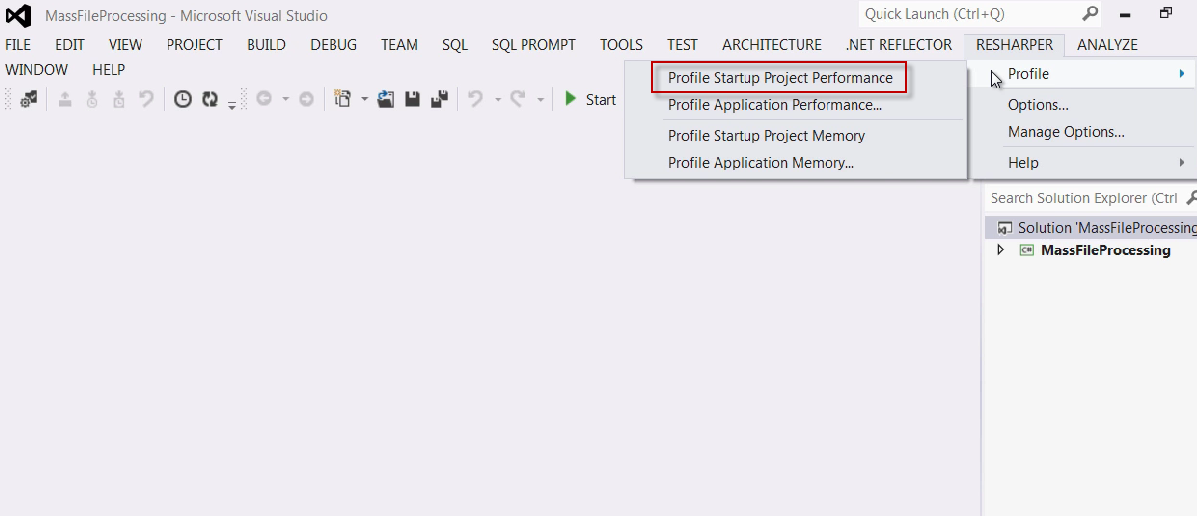 MassFileProcessing - Microsoft Visual Studio
Quick Launch (Ctrl+Q)
FILE EDIT VIEW PROJECT BUILD DEBUG TEAM SQL SQL PROMPT TOOLS TEST ARCHITECTURE .NET REFLECTOR RESHARPER ANALYZE
WINDOW HELP
Profile
Options...
Manage Options...
Help
Profile Startup Project Performance
Profile Application Performance...
Profile Startup Project Memory
Profile Application Memory...
Start
Search Solution Explorer (Ctrl
Solution 'MassFileProcessing
C#
MassFileProcessing